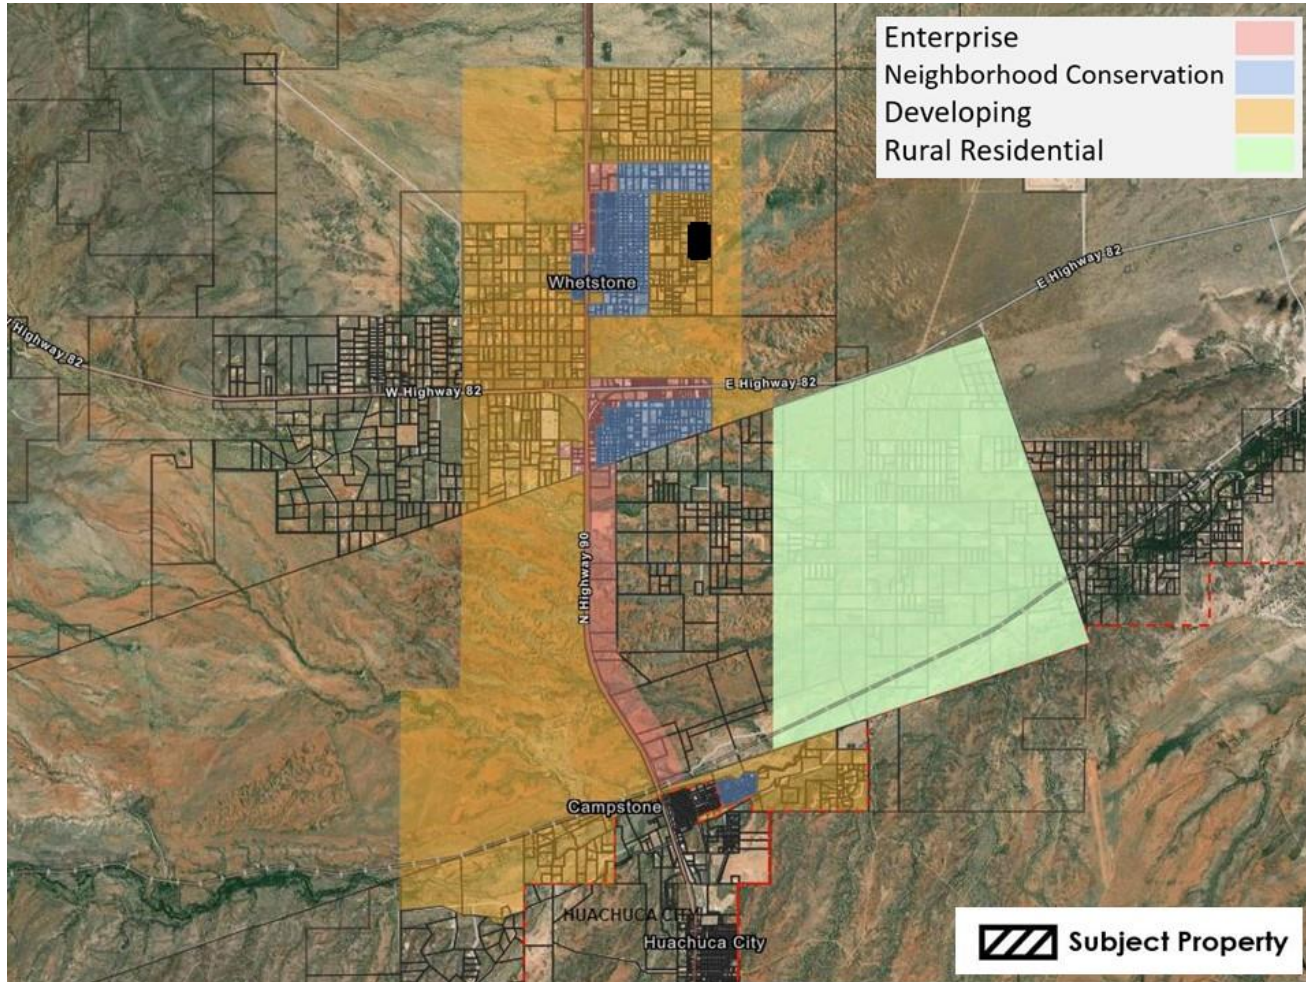 Enterprise
Neighborhood Conservation
Developing
Rural Residential
E Highway 82
Whetstone
Highway 82
W Highway 82
E Highway 82
N Highway 90
Campstone
HUACHUCA CITY
Huachuca City
Subject Property